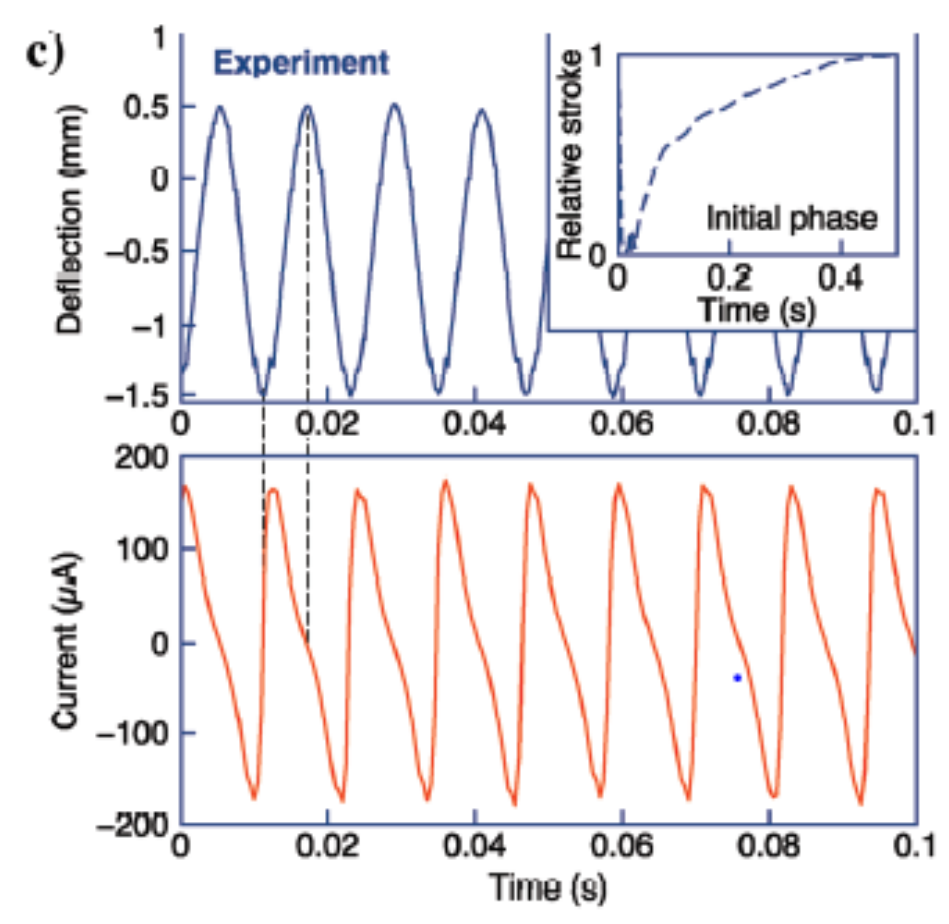 c)
Experiment
Deflection (mm)
1
0.5
0
−0.5
−1
−1.5
0 0.02 0.04 0.06 0.08 0.1
Relative stroke
1
0
Initial phase
0 0.2 0.4
Time (s)
Current (μA)
200
100
0
−100
−200
0 0.02 0.04 0.06 0.08 0.1
Time (s)